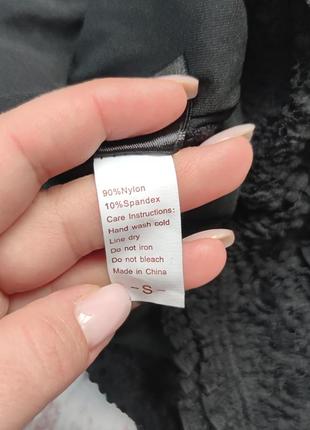 90%Nylon
10%Spandex
Care Instructions:
Hand wash cold
Line dry
Do not iron
Do not bleach
Made in China
-S-